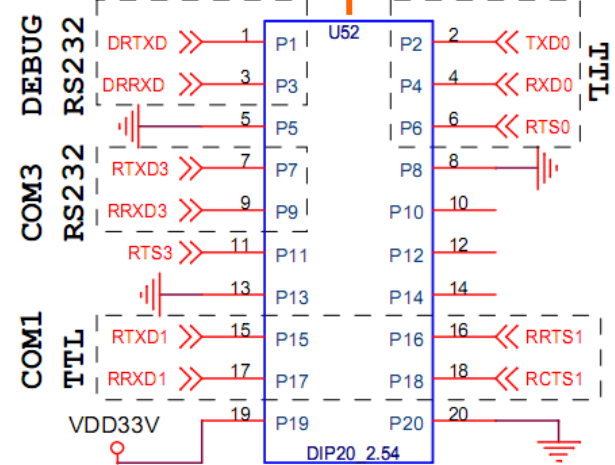 U52
DEBUG
RS232
DRTXD 1 P1 P2 2 TXD0
DRRXD 3 P3 P4 4 RXD0
5 P5 P6 6 RTS0
TTL
COM3
RS232
RTXD3 7 P7 P8 8
RRXD3 9 P9 P10 10
RTS3 11 P11 P12 12
13 P13 P14 14
COM1
TTL
RTXD1 15 P15 P16 16 RRTS1
RRXD1 17 P17 P18 18 RCTS1
VDD33V 19 P19 P20 20
DIP20_2.54